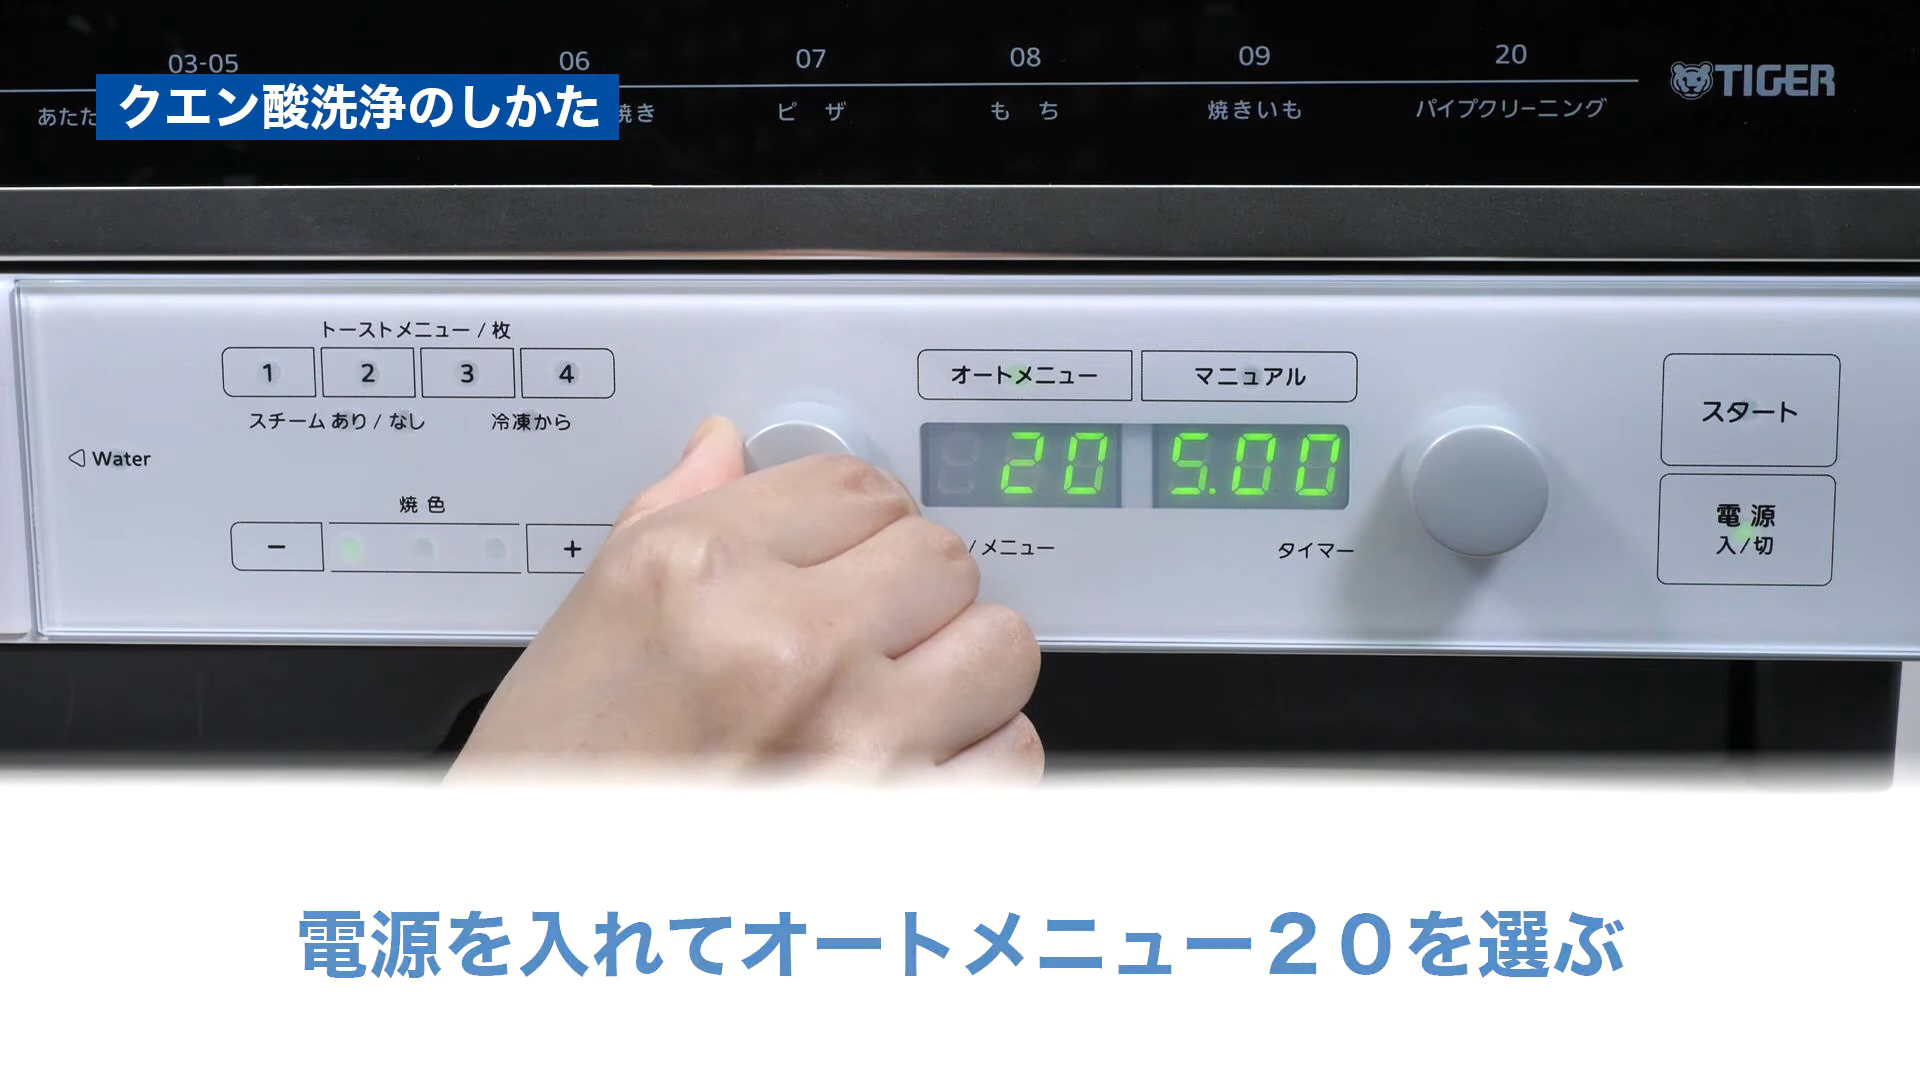 03-05 06 07 08 09 20
あたた
クエン酸洗浄のしかた
焼き ピザ もち 焼きいも パイプクリーニング
TIGER
トーストメニュー / 枚
1 2 3 4
スチーム あり / なし 冷凍から
◁ Water
焼色
− +
オートメニュー マニュアル
20 5.00
/ メニュー タイマー
スタート
電源
入/切
電源を入れてオートメニュー２０を選ぶ